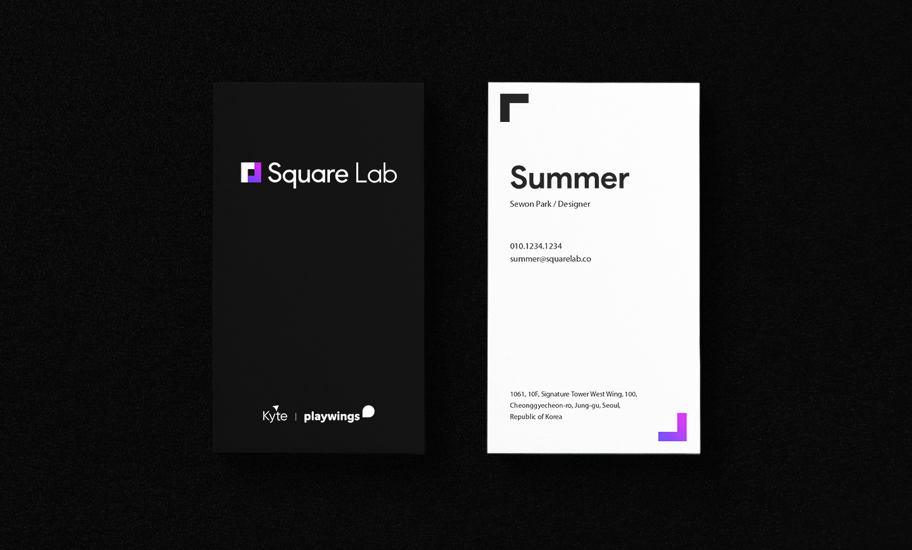 Square Lab
Kyte | playwings
Summer
Sewon Park / Designer
010.1234.1234
summer@squarelab.co
1061, 10F, Signature Tower West Wing, 100,
Cheonggyecheon-ro, Jung-gu, Seoul,
Republic of Korea